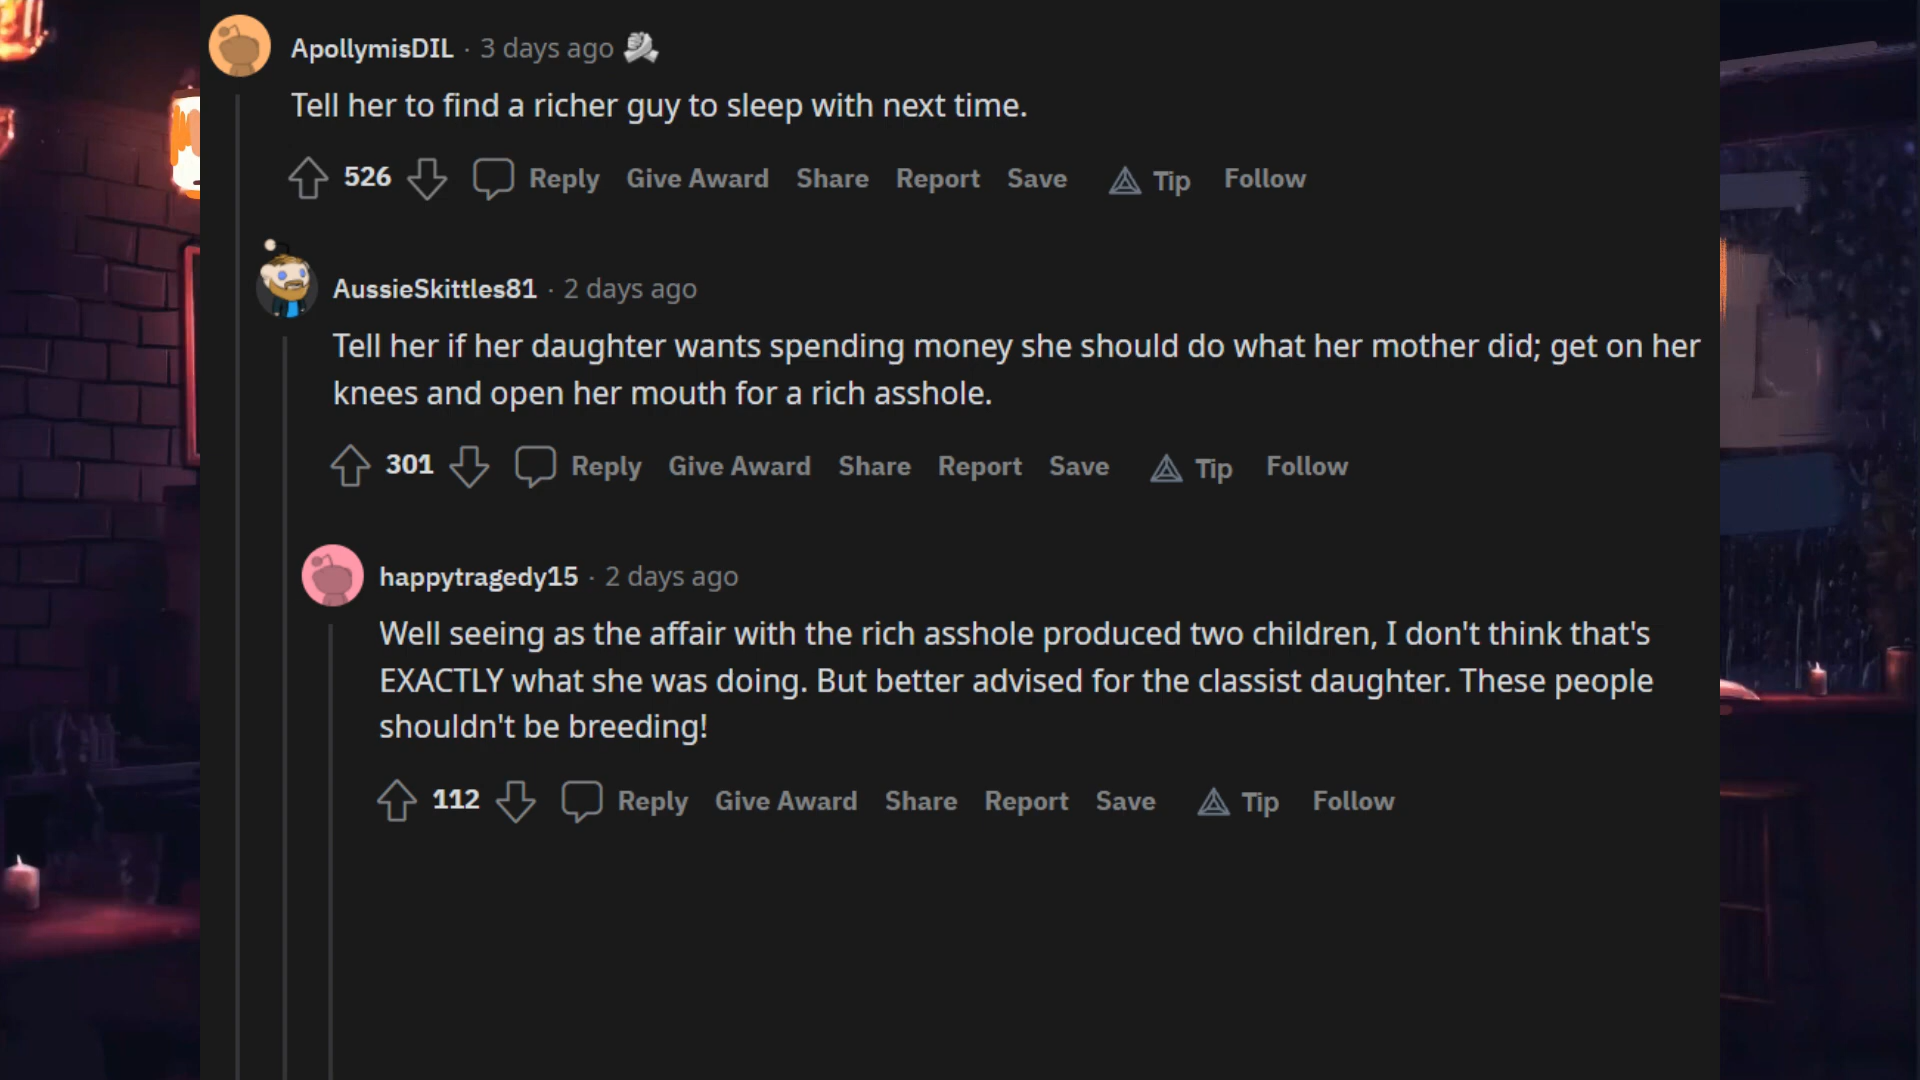 ApollymisDIL · 3 days ago
Tell her to find a richer guy to sleep with next time.
526 Reply Give Award Share Report Save Tip Follow
AussieSkittles81 · 2 days ago
Tell her if her daughter wants spending money she should do what her mother did; get on her
knees and open her mouth for a rich asshole.
301 Reply Give Award Share Report Save Tip Follow
happytragedy15 · 2 days ago
Well seeing as the affair with the rich asshole produced two children, I don't think that's
EXACTLY what she was doing. But better advised for the classist daughter. These people
shouldn't be breeding!
112 Reply Give Award Share Report Save Tip Follow